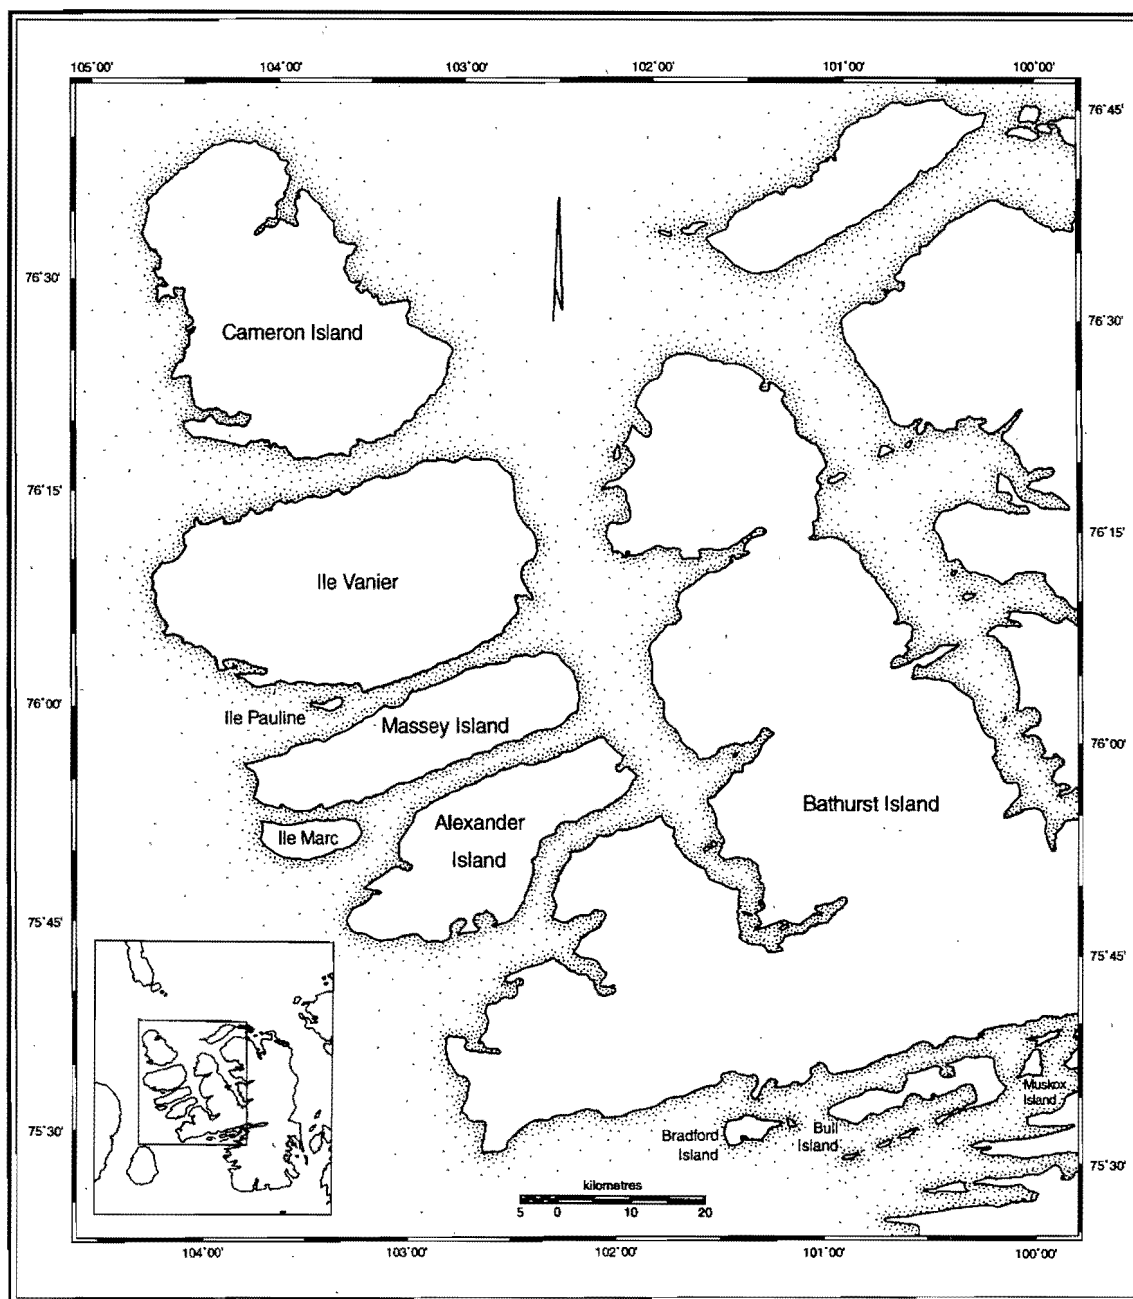 105°00' 104°00' 103°00' 102°00' 101°00' 100°00'
76°45'
76°30'
76°30'
Cameron Island
76°15'
76°15'
Ile Vanier
76°00'
Ile Pauline
Massey Island
76°00'
Bathurst Island
Alexander
Island
Ile Marc
75°45'
75°45'
Muskox
Island
Bradford
Island
Bull
Island
75°30'
75°30'
kilometres
5 0 10 20
104°00' 103°00' 102°00' 101°00' 100°00'